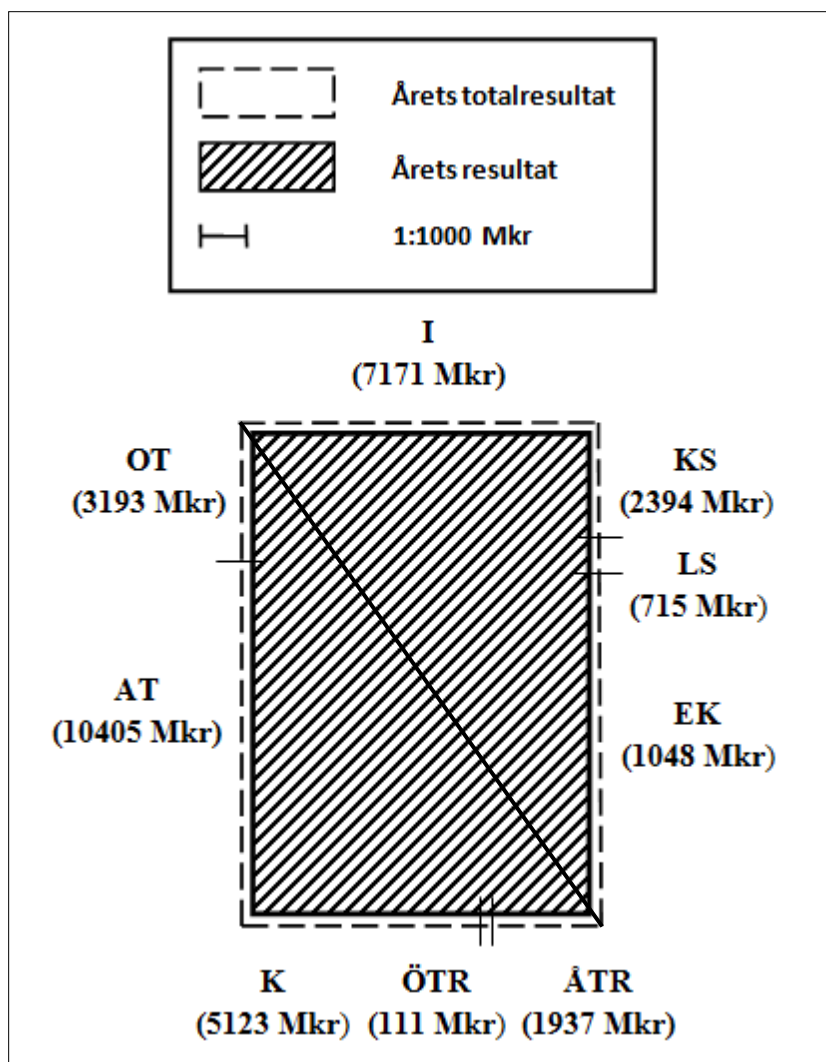 Årets totalresultat
Årets resultat
1:1000 Mkr
I
(7171 Mkr)
OT
(3193 Mkr)
KS
(2394 Mkr)
LS
(715 Mkr)
AT
(10405 Mkr)
EK
(1048 Mkr)
K ÖTR ÅTR
(5123 Mkr) (111 Mkr) (1937 Mkr)